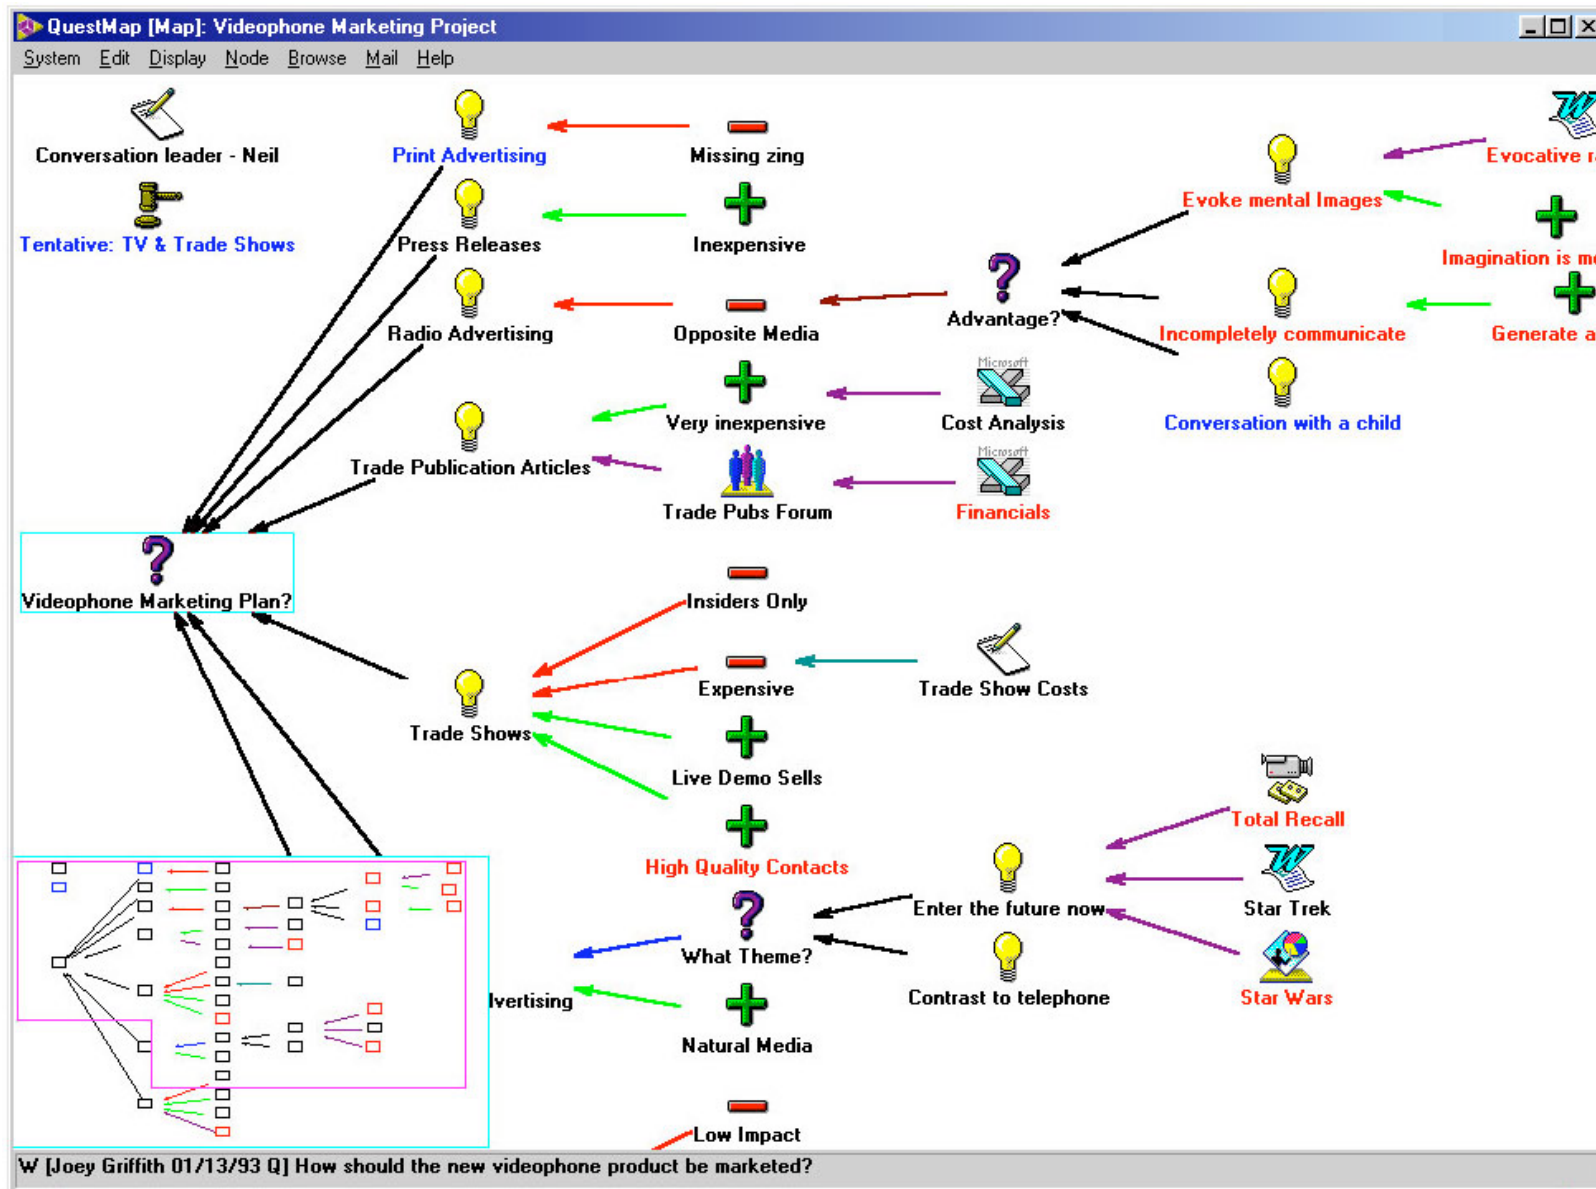 QuestMap [Map]: Videophone Marketing Project
System Edit Display Node Browse Mail Help
Conversation leader - Neil
Print Advertising
Missing zing
Evocative
Tentative: TV & Trade Shows
Press Releases
Inexpensive
Evoke mental Images
Imagination is
Radio Advertising
Opposite Media
Advantage?
Incompletely communicate
Generate
Microsoft
Very inexpensive
Cost Analysis
Conversation with a child
Trade Publication Articles
Microsoft
Trade Pubs Forum
Financials
Videophone Marketing Plan?
Insiders Only
Expensive
Trade Show Costs
Trade Shows
Live Demo Sells
Total Recall
High Quality Contacts
Enter the future now
Star Trek
What Theme?
Contrast to telephone
Star Wars
vertising
Natural Media
Low Impact
W [Joey Griffith 01/13/93 Q] How should the new videophone product be marketed?